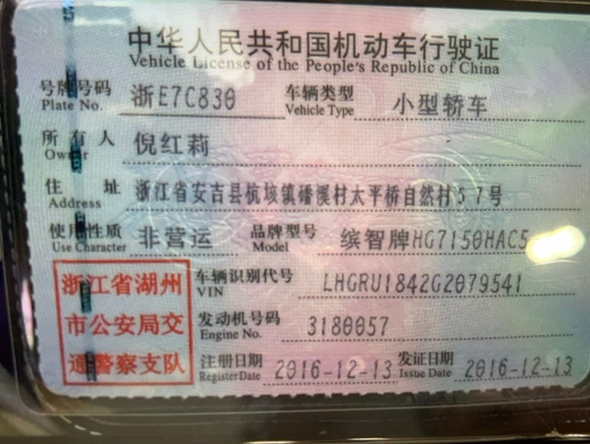 中华人民共和国机动车行驶证
Vehicle License of the People's Republic of China
号牌号码 浙E7C830 车辆类型 小型轿车
Plate No. Vehicle Type
所有人 倪红莉
Owner
住址 浙江省安吉县杭垓镇磻溪村太平桥自然村57号
Address
使用性质 非营运 品牌型号 缤智牌HG7150HAC5
Use Character Model
浙江省湖州
市公安局交
通警察支队
车辆识别代号 LHGRU1842G2079541
VIN
发动机号码 3180057
Engine No.
注册日期 2016-12-13 发证日期 2016-12-13
Register Date Issue Date